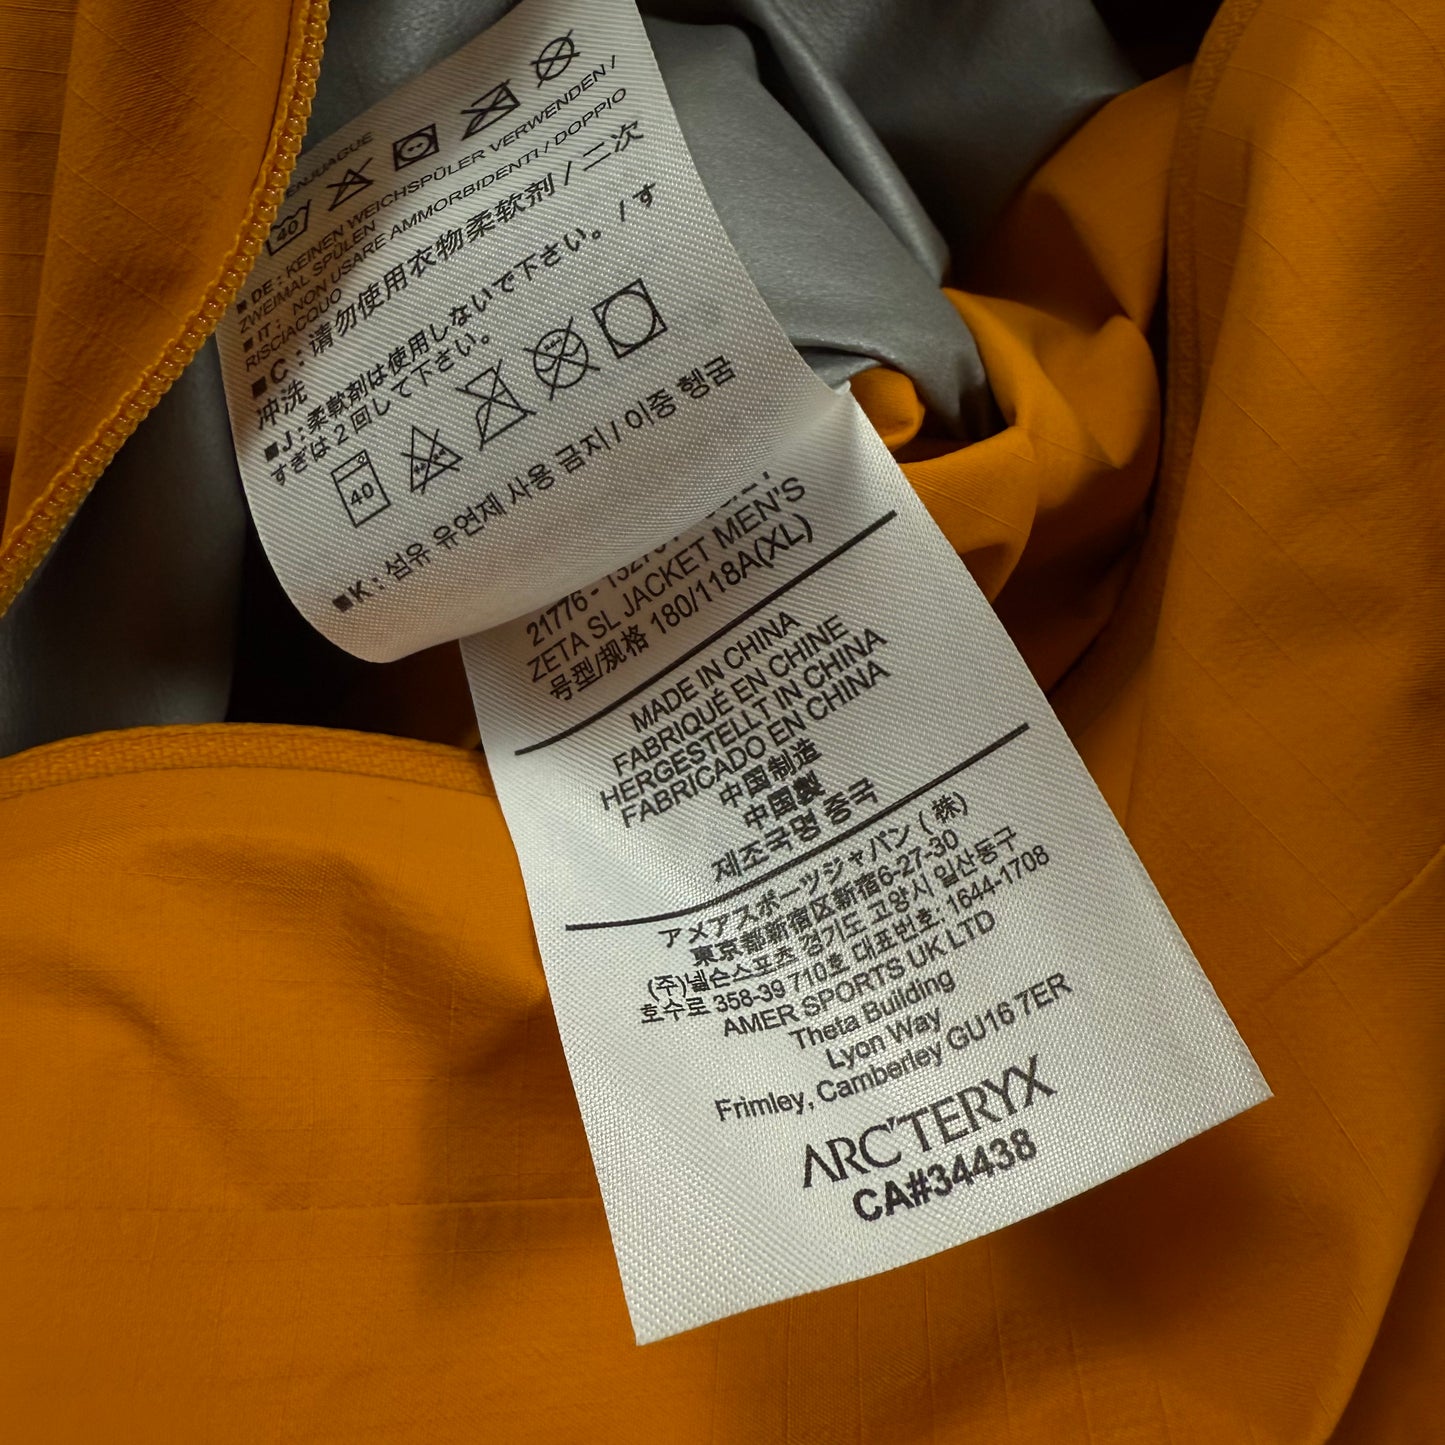 ENJUAGUE
40
■ DE : KEINEN WEICHSPÜLER VERWENDEN /
ZWEIMAL SPÜLEN
■ IT : NON USARE AMMORBIDENTI / DOPPIO
RISCIACQUO
■ C : 请勿使用衣物柔软剂 / 二次
冲洗
■ J : 柔軟剤は使用しないで下さい。 / す
すぎは2回して下さい。
40
■ K : 섬유 유연제 사용 금지 / 이중 헹굼
21776 -
ZETA SL JACKET MEN'S
号型/规格 180/118A(XL)
MADE IN CHINA
FABRIQUÉ EN CHINE
HERGESTELLT IN CHINA
FABRICADO EN CHINA
中国制造
中国製
제조국명 중국
アメアスポーツジャパン ( 株)
東京都新宿区新宿6-27-30
(주)넬슨스포츠 경기도 고양시 일산동구
호수로 358-39 710호 대표번호: 1644-1708
AMER SPORTS UK LTD
Theta Building
Lyon Way
Frimley, Camberley GU16 7ER
ARC'TERYX
CA#34438